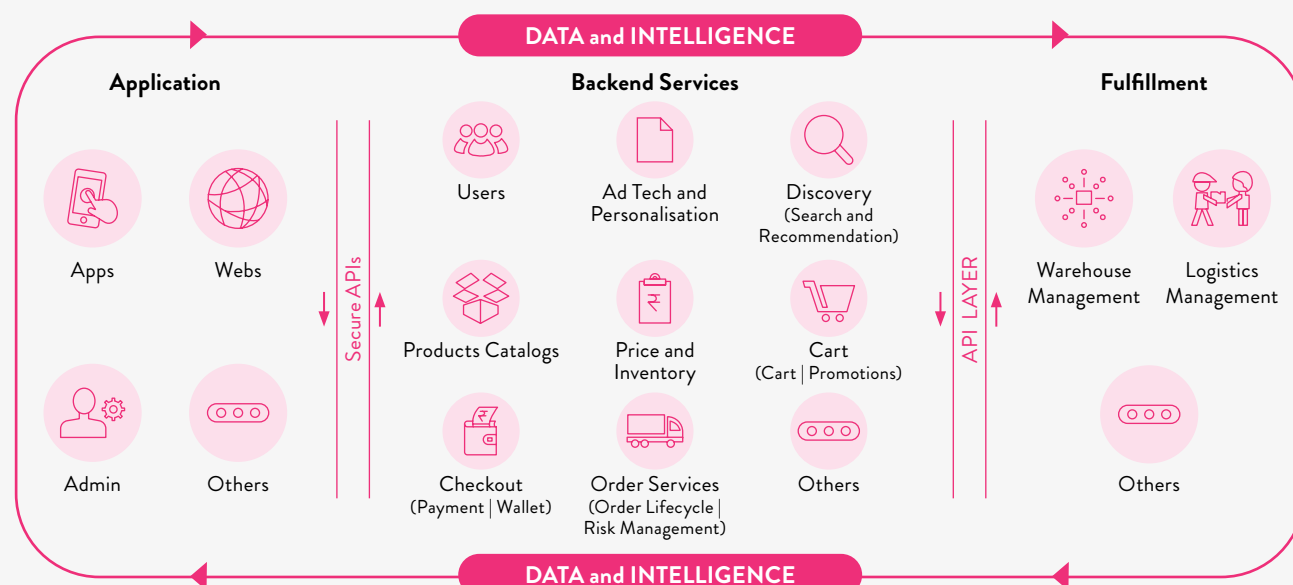 DATA and INTELLIGENCE
Application
Apps
Webs
Admin
Others
Secure APIs
Backend Services
Users
Ad Tech and
Personalisation
Discovery
(Search and
Recommendation)
Products Catalogs
₹
Price and
Inventory
Cart
(Cart | Promotions)
₹
Checkout
(Payment | Wallet)
Order Services
(Order Lifecycle |
Risk Management)
Others
API LAYER
Fulfillment
Warehouse
Management
Logistics
Management
Others
DATA and INTELLIGENCE